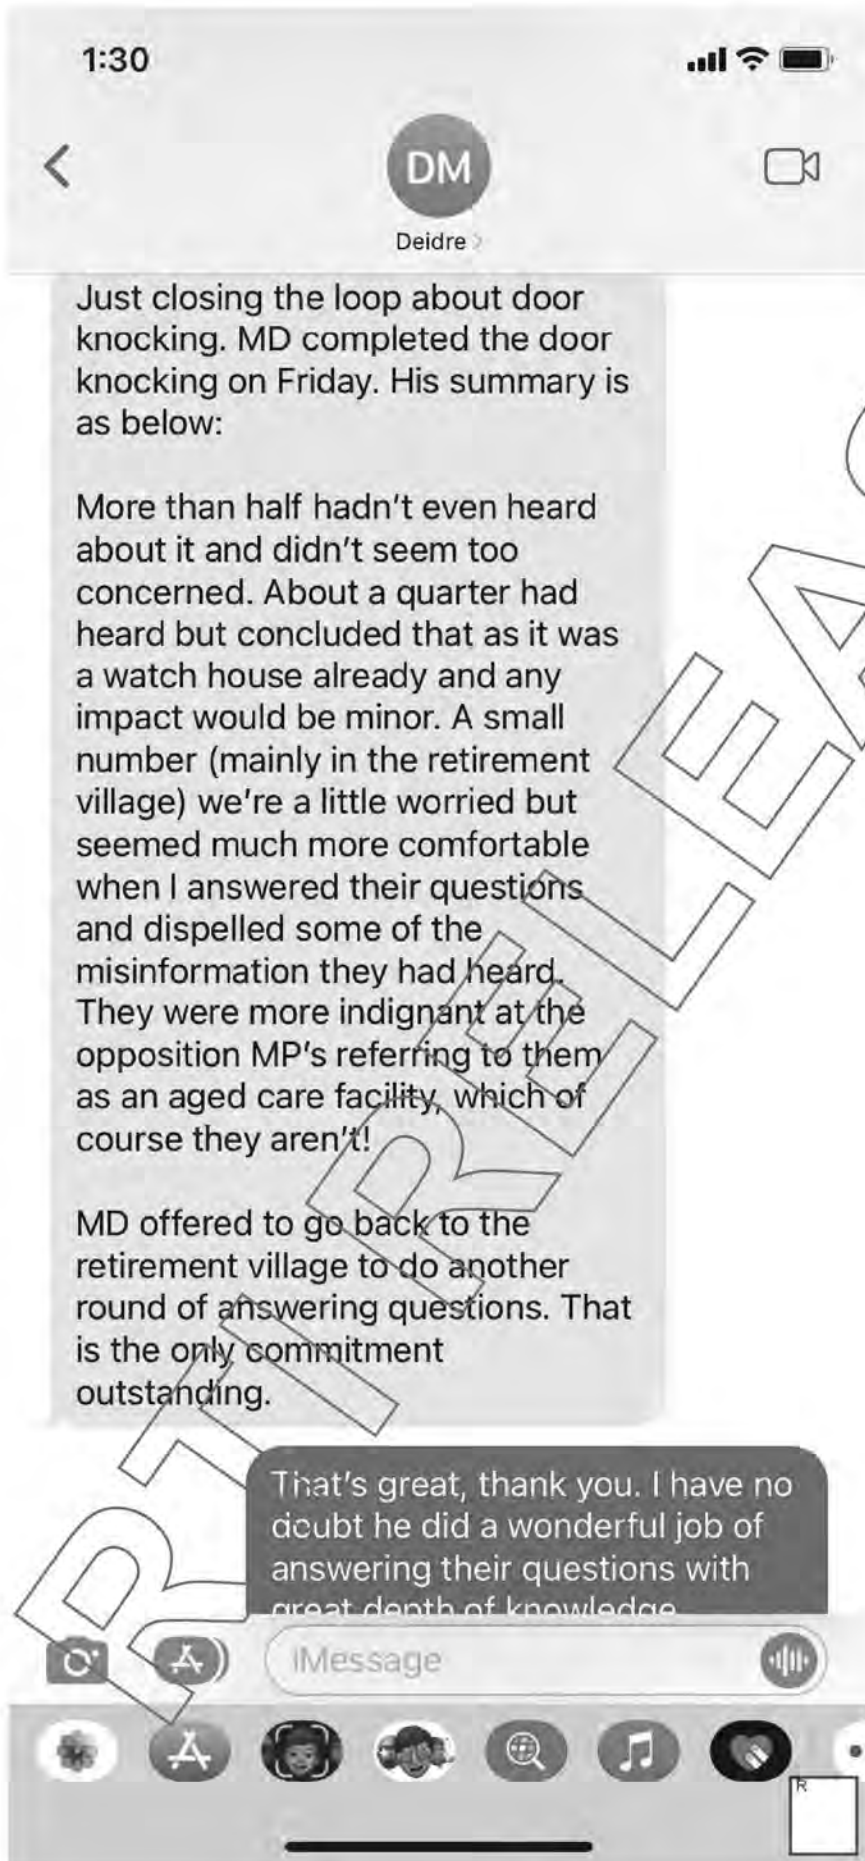 1:30
DM
Deidre
Just closing the loop about door
knocking. MD completed the door
knocking on Friday. His summary is
as below:
More than half hadn't even heard
about it and didn't seem too
concerned. About a quarter had
heard but concluded that as it was
a watch house already and any
impact would be minor. A small
number (mainly in the retirement
village) we're a little worried but
seemed much more comfortable
when I answered their questions
and dispelled some of the
misinformation they had heard.
They were more indignant at the
opposition MP's referring to them
as an aged care facility, which of
course they aren't!
MD offered to go back to the
retirement village to do another
round of answering questions. That
is the only commitment
outstanding.
That's great, thank you. I have no
doubt he did a wonderful job of
answering their questions with
great depth of knowledge
iMessage
R
RTI RELEAS